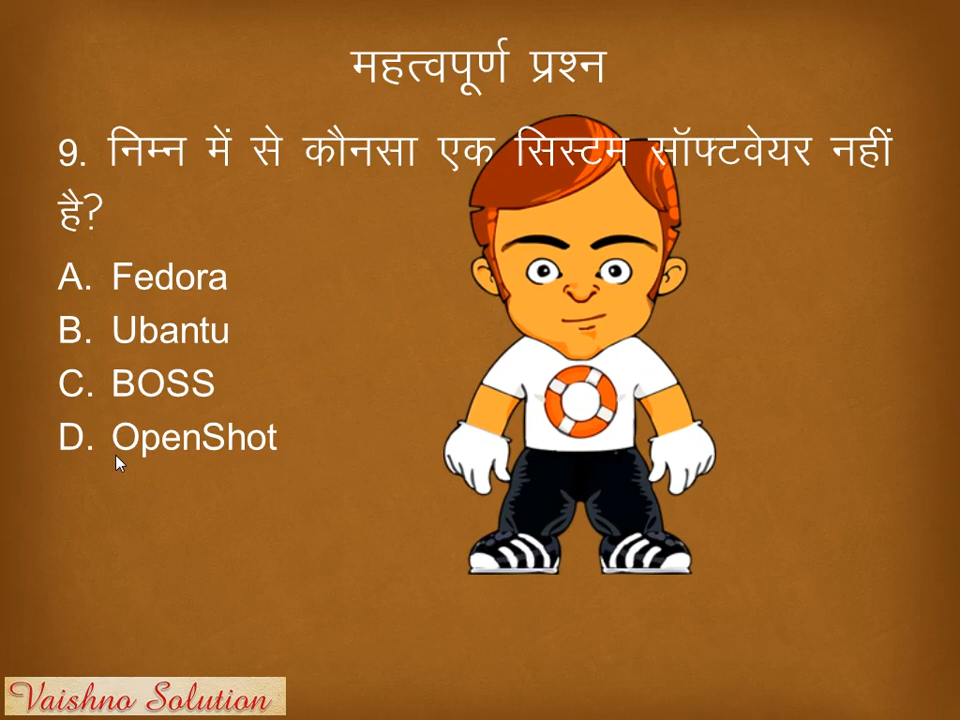 महत्वपूर्ण प्रश्न
9. निम्न में से कौनसा एक सिस्टम सॉफ्टवेयर नहीं
है?
A. Fedora
B. Ubantu
C. BOSS
D. OpenShot
Vaishno Solution